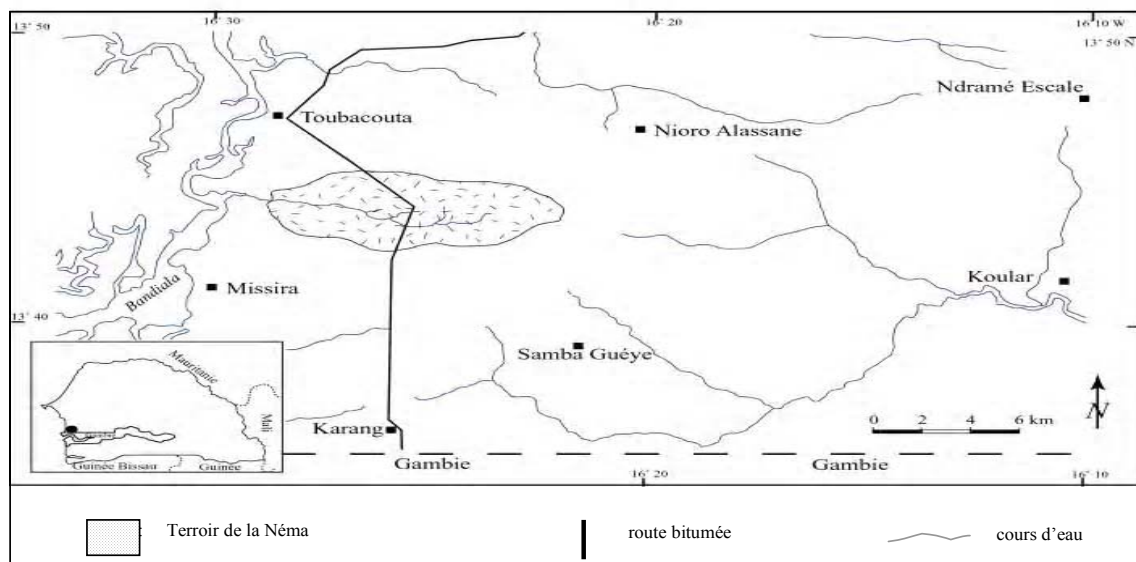 13° 50
16° 30
16° 20
16° 10 W
13° 50 N
Ndramé Escale
Toubacouta
Nioro Alassane
Koular
Missira
Bandiala
13° 40
Samba Guéye
Mauritanie
Mali
Guinée Bissau
Guinée
Karang
0 2 4 6 km
N
Gambie
Gambie
16° 20
16° 10
Terroir de la Néma
route bitumée
cours d'eau